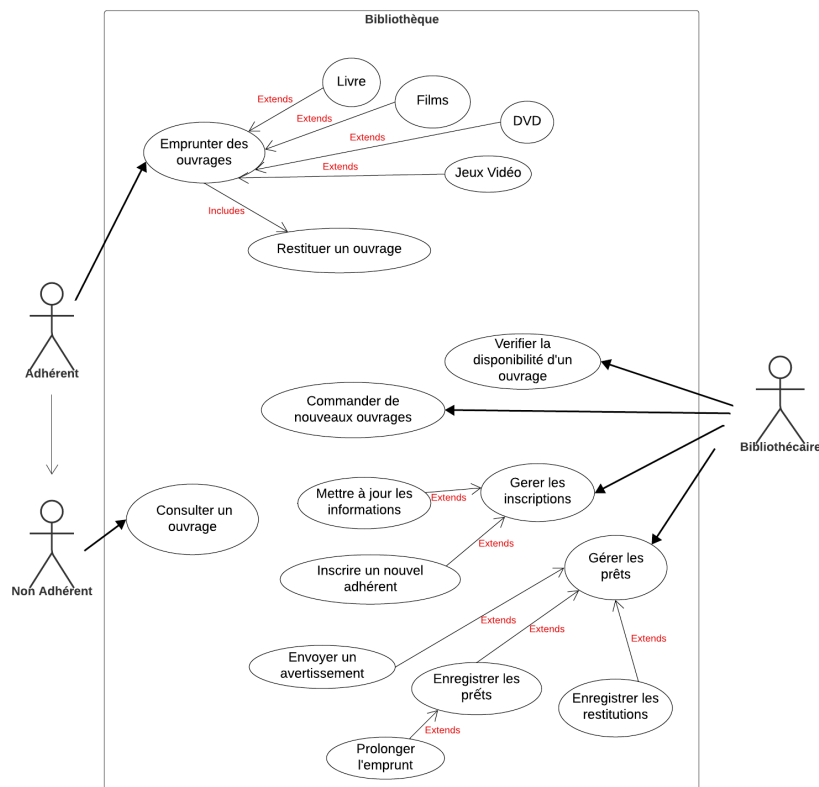 Bibliothèque
Livre
Extends
Films
Extends
DVD
Extends
Emprunter des
ouvrages
Extends
Jeux Vidéo
Includes
Restituer un ouvrage
Adhérent
Verifier la
disponibilité d'un
ouvrage
Commander de
nouveaux ouvrages
Bibliothécaire
Gerer les
inscriptions
Mettre à jour les
informations
Extends
Consulter un
ouvrage
Extends
Inscrire un nouvel
adhérent
Gérer les
prêts
Non Adhérent
Extends
Extends
Extends
Envoyer un
avertissement
Enregistrer les
prêts
Enregistrer les
restitutions
Extends
Prolonger
l'emprunt